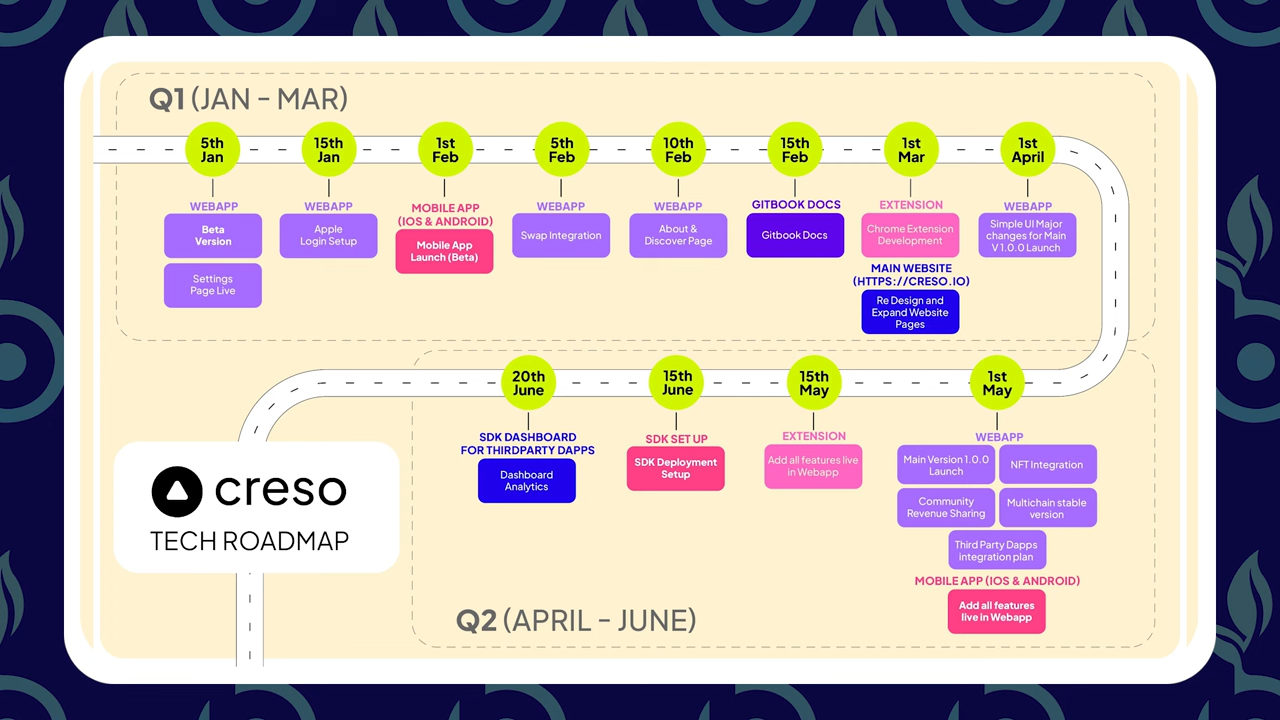 Q1 (JAN - MAR)
5th
Jan
WEBAPP
Beta
Version
Settings
Page Live
15th
Jan
WEBAPP
Apple
Login Setup
1st
Feb
MOBILE APP
(IOS & ANDROID)
Mobile App
Launch (Beta)
5th
Feb
WEBAPP
Swap Integration
10th
Feb
WEBAPP
About &
Discover Page
15th
Feb
GITBOOK DOCS
Gitbook Docs
1st
Mar
EXTENSION
Chrome Extension
Development
MAIN WEBSITE
(HTTPS://CRESO.IO)
Re Design and
Expand Website
Pages
1st
April
WEBAPP
Simple UI Major
changes for Main
V 1.0.0 Launch
20th
June
SDK DASHBOARD
FOR THIRDPARTY DAPPS
Dashboard
Analytics
15th
June
SDK SET UP
SDK Deployment
Setup
15th
May
EXTENSION
Add all features live
in Webapp
1st
May
WEBAPP
Main Version 1.0.0
Launch
NFT Integration
Community
Revenue Sharing
Multichain stable
version
Third Party Dapps
integration plan
MOBILE APP (IOS & ANDROID)
Add all features
live in Webapp
creso
TECH ROADMAP
Q2 (APRIL - JUNE)